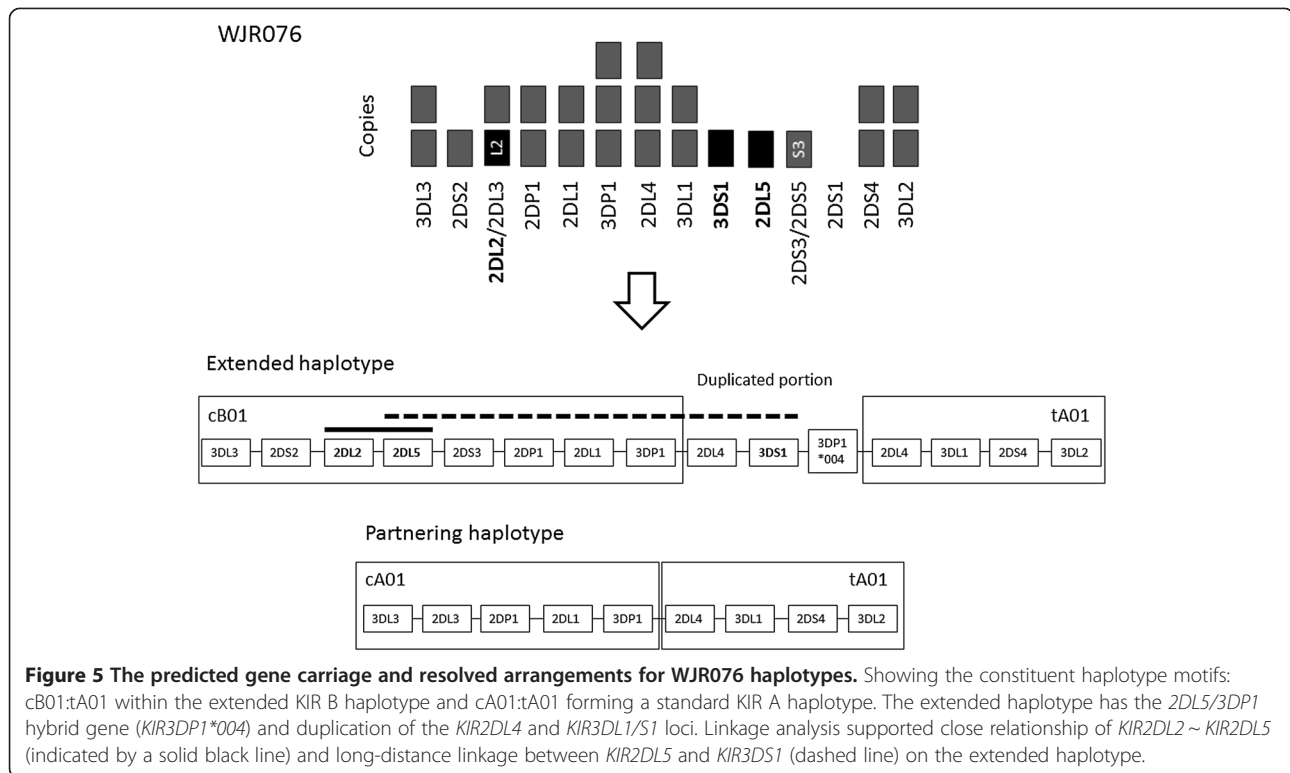 WJR076
Copies
L2
S3
3DL3
2DS2
2DL2/2DL3
2DP1
2DL1
3DP1
2DL4
3DL1
3DS1
2DL5
2DS3/2DS5
2DS1
2DS4
3DL2
Extended haplotype
Duplicated portion
cB01
tA01
3DL3 2DS2 2DL2 2DL5 2DS3 2DP1 2DL1 3DP1 2DL4 3DS1 3DP1 *004 2DL4 3DL1 2DS4 3DL2
Partnering haplotype
cA01
tA01
3DL3 2DL3 2DP1 2DL1 3DP1 2DL4 3DL1 2DS4 3DL2
Figure 5 The predicted gene carriage and resolved arrangements for WJR076 haplotypes. Showing the constituent haplotype motifs:
cB01:tA01 within the extended KIR B haplotype and cA01:tA01 forming a standard KIR A haplotype. The extended haplotype has the 2DL5/3DP1
hybrid gene (KIR3DP1*004) and duplication of the KIR2DL4 and KIR3DL1/S1 loci. Linkage analysis supported close relationship of KIR2DL2 ~ KIR2DL5
(indicated by a solid black line) and long-distance linkage between KIR2DL5 and KIR3DS1 (dashed line) on the extended haplotype.